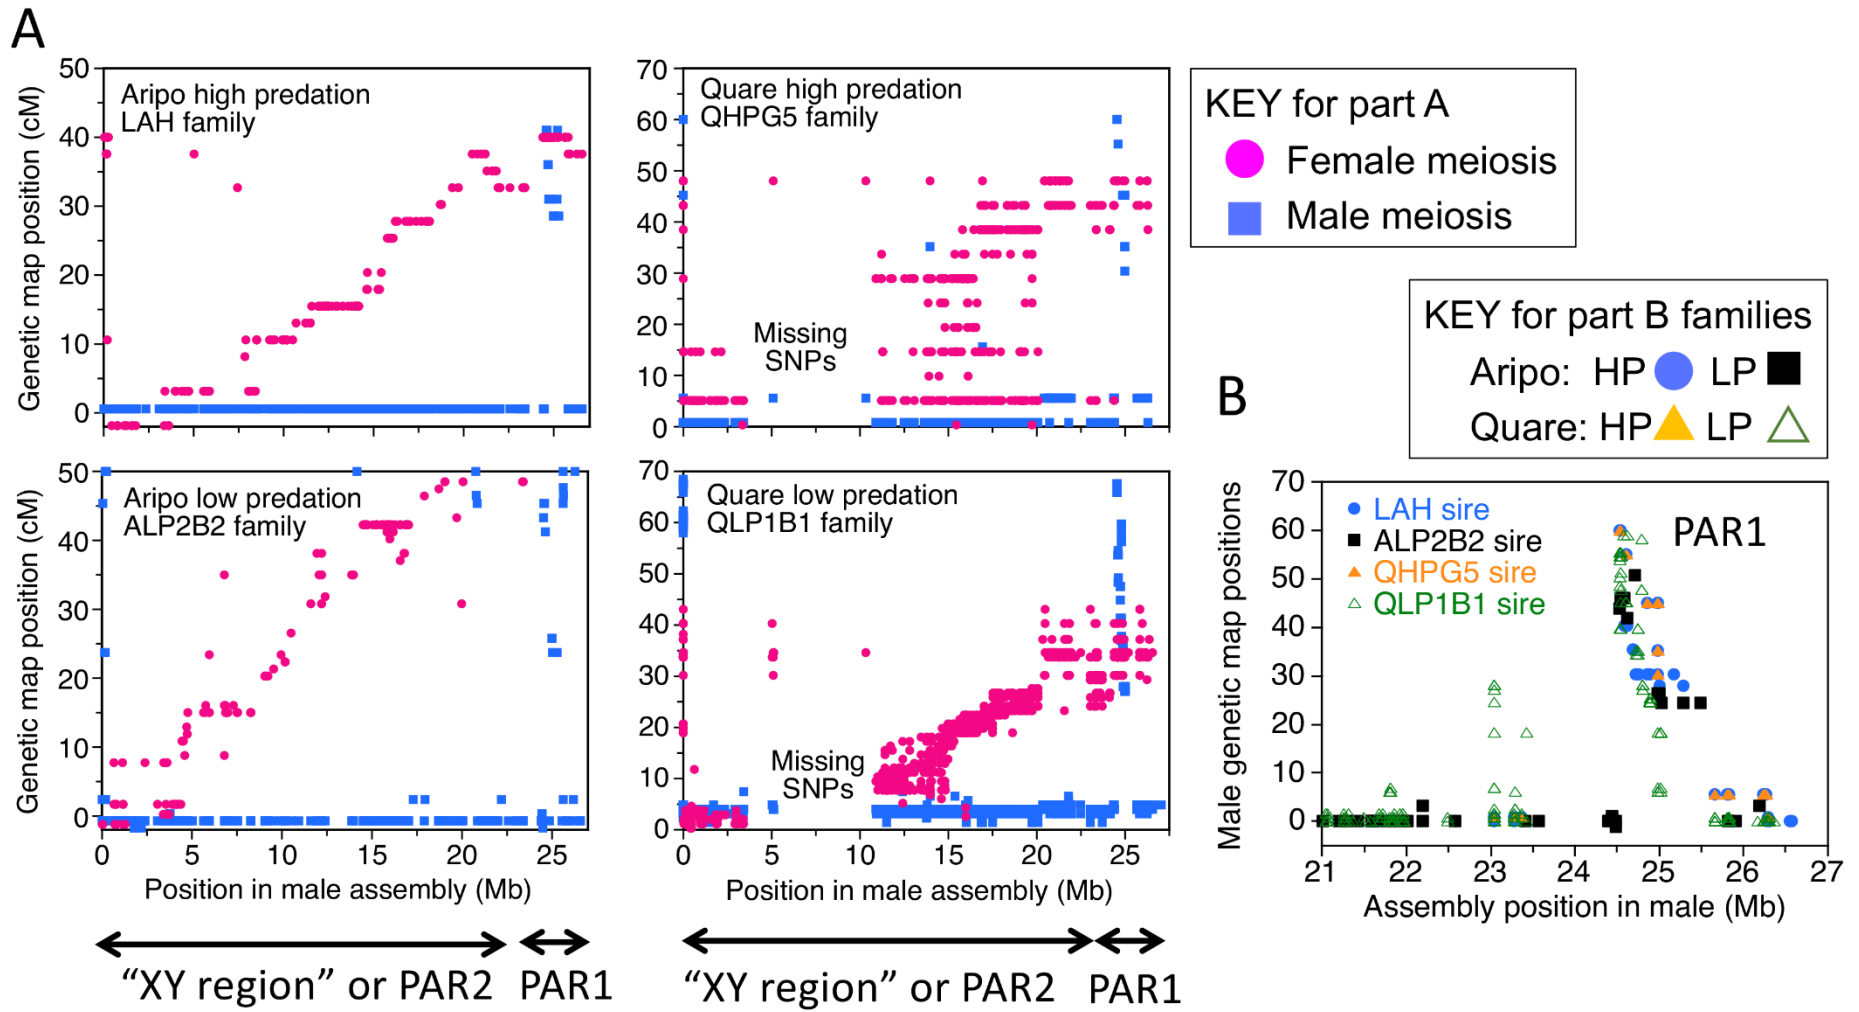 A
Genetic map position (cM)
50
40
30
20
10
0
Aripo high predation
LAH family
70
60
50
40
30
20
10
0
Quare high predation
QHPG5 family
Missing
SNPs
KEY for part A
Female meiosis
Male meiosis
KEY for part B families
Aripo: HP LP
Quare: HP LP
Genetic map position (cM)
50
40
30
20
10
0
Aripo low predation
ALP2B2 family
0 5 10 15 20 25
Position in male assembly (Mb)
"XY region" or PAR2 PAR1
70
60
50
40
30
20
10
0
Quare low predation
QLP1B1 family
Missing
SNPs
0 5 10 15 20 25
Position in male assembly (Mb)
"XY region" or PAR2 PAR1
B
Male genetic map positions
70
60
50
40
30
20
10
0
LAH sire
ALP2B2 sire
QHPG5 sire
QLP1B1 sire
PAR1
21 22 23 24 25 26 27
Assembly position in male (Mb)